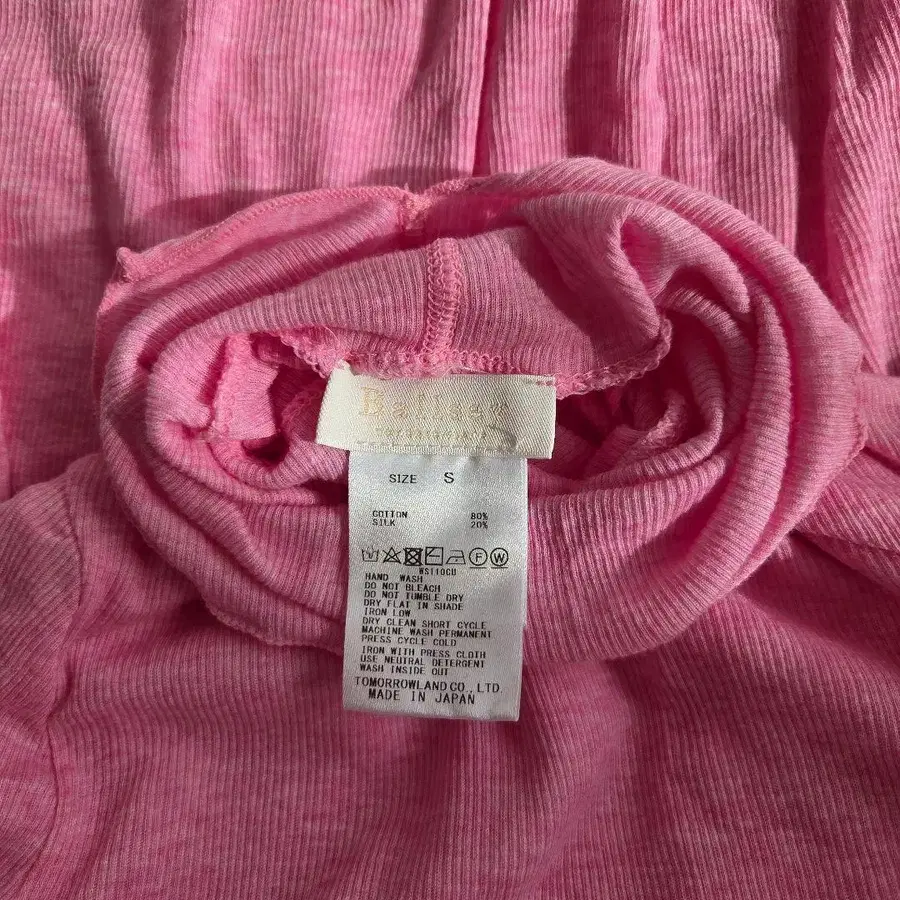 SIZE S
COTTON 80%
SILK 20%
F W
WS110CU
HAND WASH
DO NOT BLEACH
DO NOT TUMBLE DRY
DRY FLAT IN SHADE
IRON LOW
DRY CLEAN SHORT CYCLE
MACHINE WASH PERMANENT
PRESS CYCLE COLD
IRON WITH PRESS CLOTH
USE NEUTRAL DETERGENT
WASH INSIDE OUT
TOMORROWLAND CO., LTD.
MADE IN JAPAN